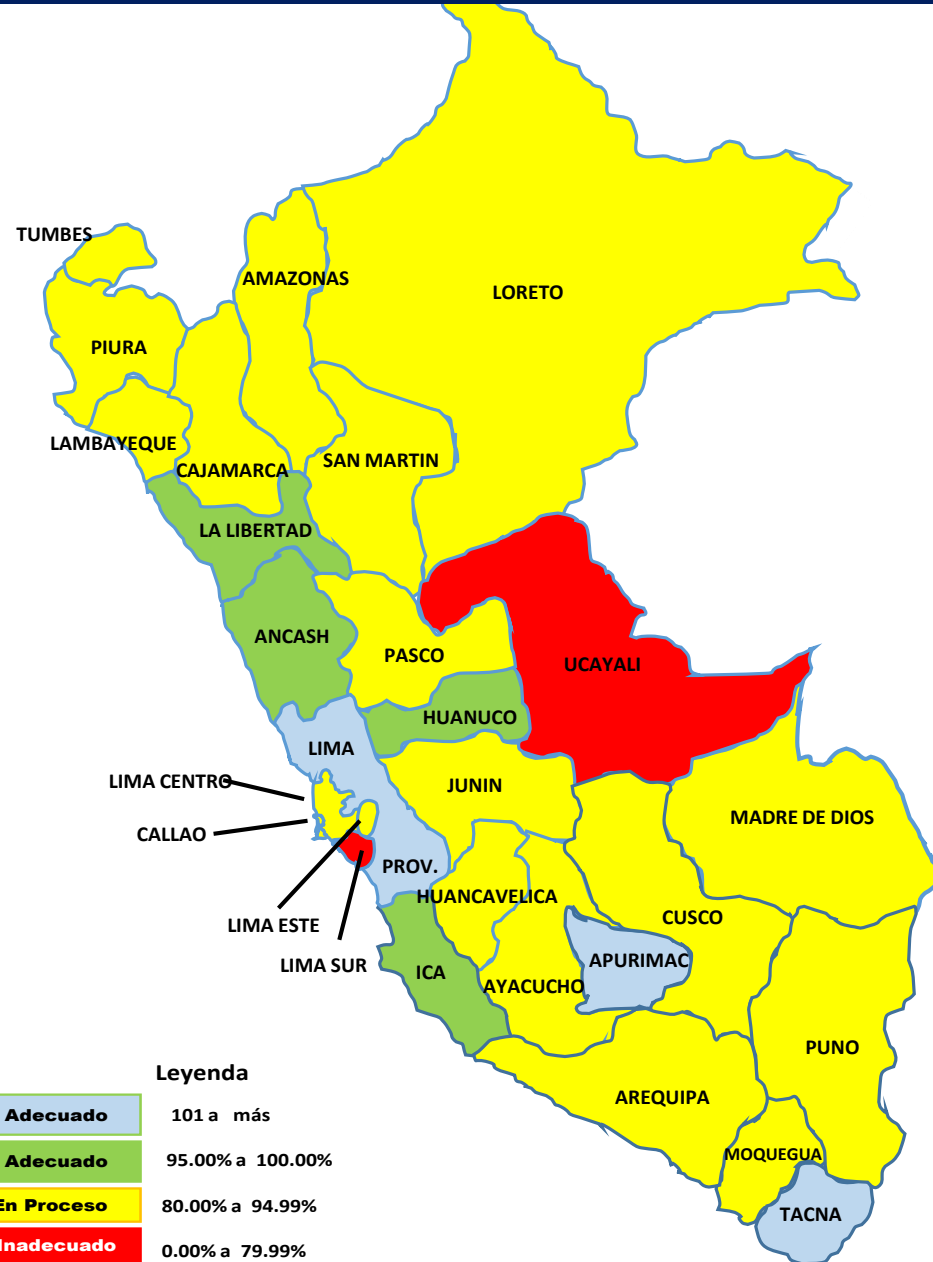 TUMBES
AMAZONAS
LORETO
PIURA
LAMBAYEQUE
CAJAMARCA
SAN MARTIN
LA LIBERTAD
ANCASH
PASCO
UCAYALI
HUANUCO
LIMA
LIMA CENTRO
JUNIN
CALLAO
MADRE DE DIOS
PROV.
HUANCAVELICA
LIMA ESTE
CUSCO
LIMA SUR
ICA
APURIMAC
AYACUCHO
PUNO
AREQUIPA
MOQUEGUA
TACNA
Leyenda
Adecuado 101 a más
Adecuado 95.00% a 100.00%
En Proceso 80.00% a 94.99%
Inadecuado 0.00% a 79.99%